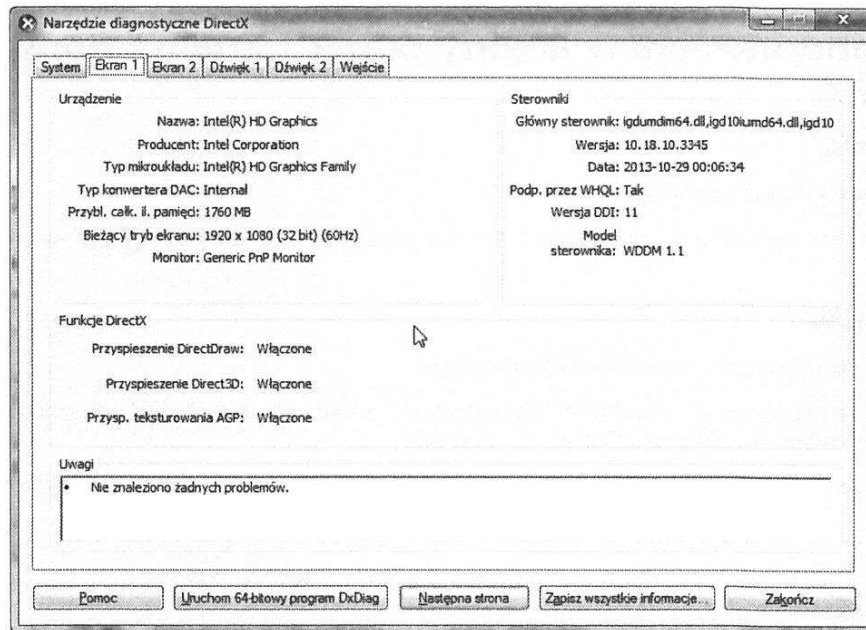 Narzędzie diagnostyczne DirectX
System Ekran 1 Ekran 2 Dźwięk 1 Dźwięk 2 Wejście
Urządzenie
Nazwa: Intel(R) HD Graphics
Producent: Intel Corporation
Typ mikroukładu: Intel(R) HD Graphics Family
Typ konwertera DAC: Internal
Przybl. całk. il. pamięci: 1760 MB
Bieżący tryb ekranu: 1920 x 1080 (32 bit) (60Hz)
Monitor: Generic PnP Monitor
Sterowniki
Główny sterownik: igdumdim64.dll,igd10iumd64.dll,igd10
Wersja: 10.18.10.3345
Data: 2013-10-29 00:06:34
Podp. przez WHQL: Tak
Wersja DDI: 11
Model
sterownika: WDDM 1.1
Funkcje DirectX
Przyspieszenie DirectDraw: Włączone
Przyspieszenie Direct3D: Włączone
Przysp. teksturowania AGP: Włączone
Uwagi
• Nie znaleziono żadnych problemów.
Pomoc Uruchom 64-bitowy program DxDiag Następna strona Zapisz wszystkie informacje... Zakończ